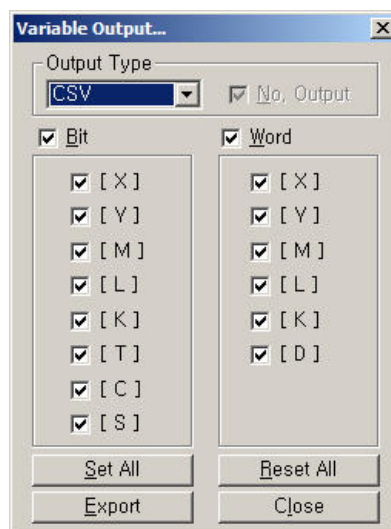 Variable Output...
Output Type
CSV
No, Output
Bit
Word
[ X ]
[ Y ]
[ M ]
[ L ]
[ K ]
[ T ]
[ C ]
[ S ]
[ X ]
[ Y ]
[ M ]
[ L ]
[ K ]
[ D ]
Set All
Reset All
Export
Close